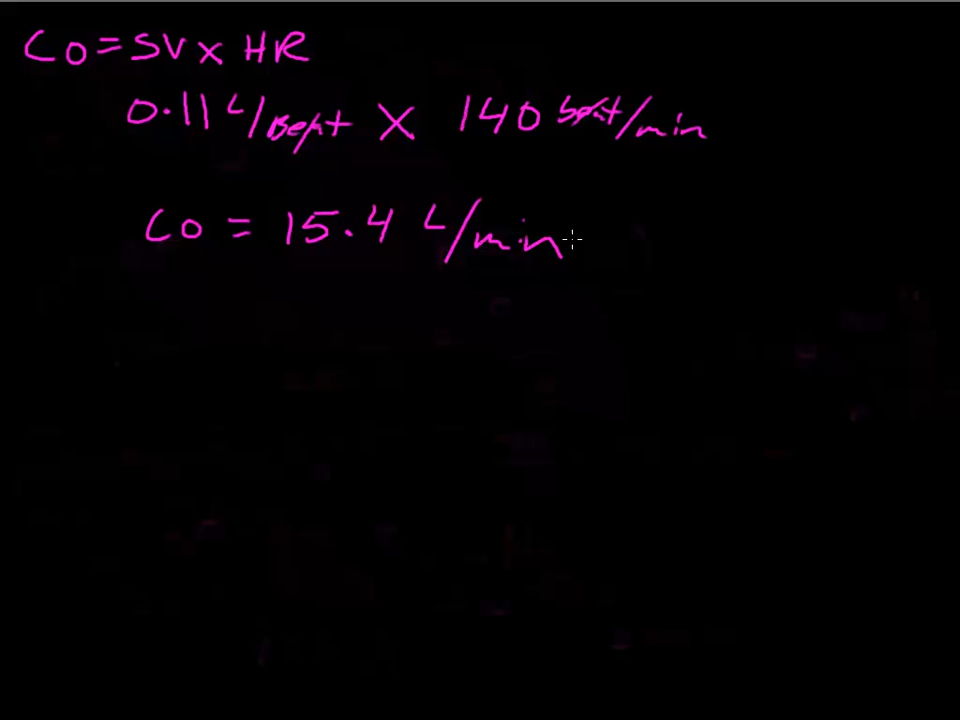 CO = SV x HR
0.11 L/Beat X 140 beat/min
CO = 15.4 L/min